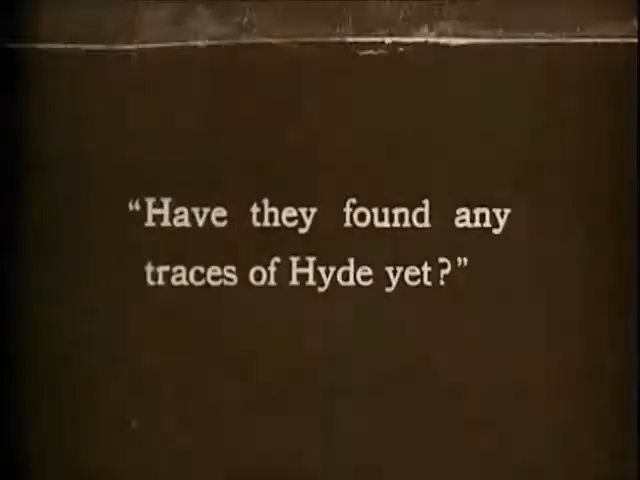 “Have they found any
traces of Hyde yet?”